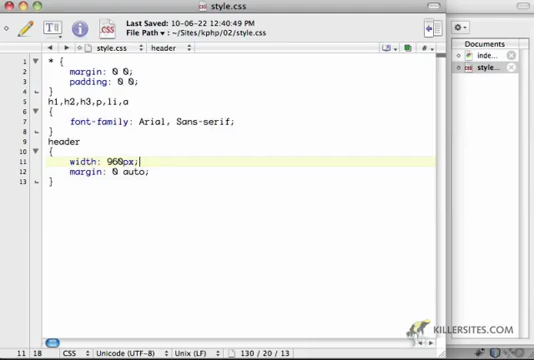 style.css
Last Saved: 10-06-22 12:40:49
File Path ▾: ~/Sites/kphp/02/style.css
T
i
CSS
style.css header #
Documents
inde...
style...
1 * {
2 margin: 0 0;
3 padding: 0 0;
4 }
5 h1,h2,h3,p,li,a
6 {
7 font-family: Arial, Sans-serif;
8 }
9 header
10 {
11 width: 960px;
12 margin: 0 auto;
13 }
KILLERSITES.COM
11 18 CSS Unicode (UTF-8) Unix (LF) 130 / 20 / 13